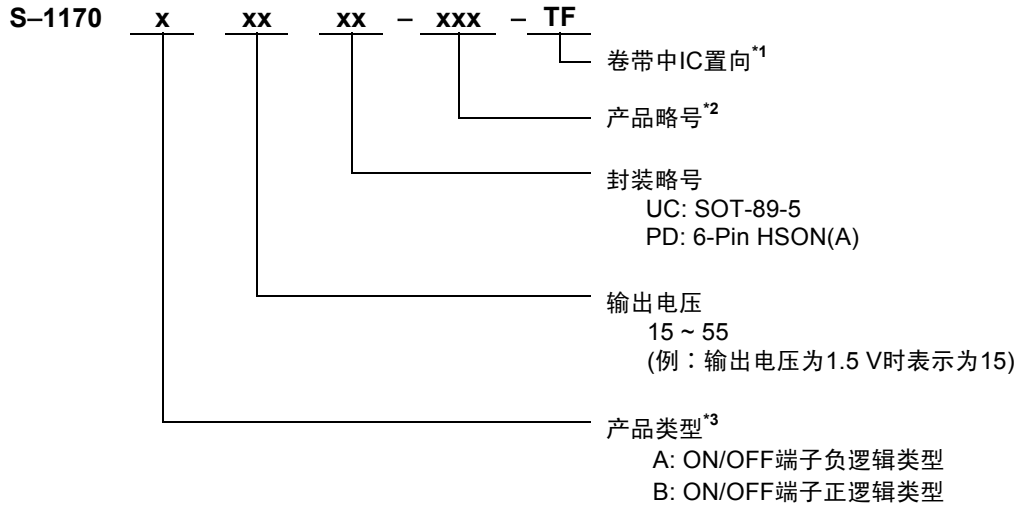 S–1170 x xx xx – xxx – TF
卷带中IC置向*1
产品略号*2
封装略号
UC: SOT-89-5
PD: 6-Pin HSON(A)
输出电压
15 ~ 55
(例：输出电压为1.5 V时表示为15)
产品类型*3
A: ON/OFF端子负逻辑类型
B: ON/OFF端子正逻辑类型